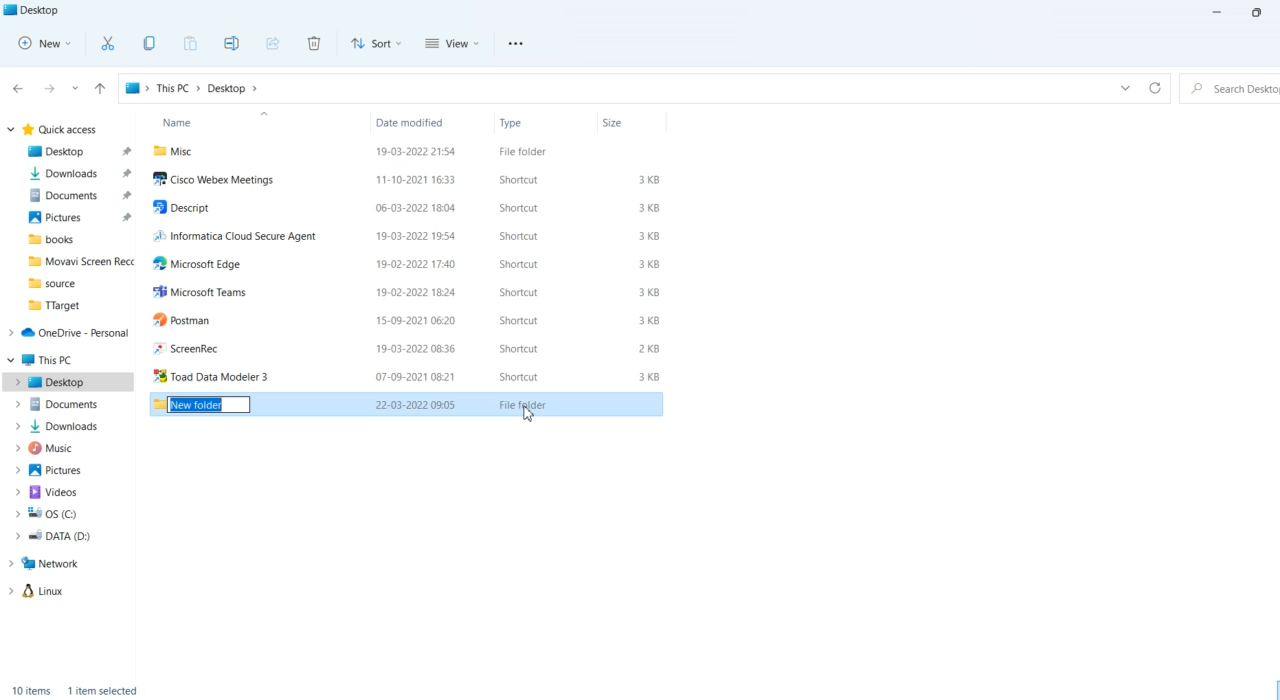 Desktop
New
Sort
View
This PC > Desktop >
Search Deskto
Quick access
Desktop
Downloads
Documents
Pictures
books
Movavi Screen Rec
source
TTarget
OneDrive - Personal
This PC
Desktop
Documents
Downloads
Music
Pictures
Videos
OS (C:)
DATA (D:)
Network
Linux
Name Date modified Type Size
Misc 19-03-2022 21:54 File folder
Cisco Webex Meetings 11-10-2021 16:33 Shortcut 3 KB
Descript 06-03-2022 18:04 Shortcut 3 KB
Informatica Cloud Secure Agent 19-03-2022 19:54 Shortcut 3 KB
Microsoft Edge 19-02-2022 17:40 Shortcut 3 KB
Microsoft Teams 19-02-2022 18:24 Shortcut 3 KB
Postman 15-09-2021 06:20 Shortcut 3 KB
ScreenRec 19-03-2022 08:36 Shortcut 2 KB
Toad Data Modeler 3 07-09-2021 08:21 Shortcut 3 KB
New folder 22-03-2022 09:05 File folder
10 items 1 item selected